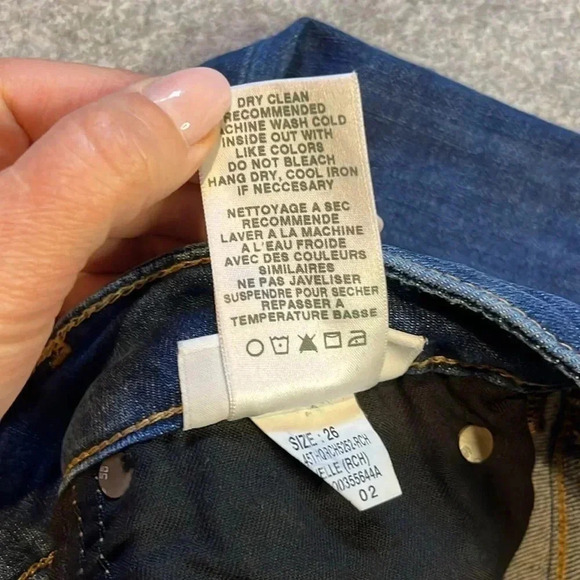 DRY CLEAN
RECOMMENDED
MACHINE WASH COLD
INSIDE OUT WITH
LIKE COLORS
DO NOT BLEACH
HANG DRY, COOL IRON
IF NECCESARY
NETTOYAGE A SEC
RECOMMENDE
LAVER A LA MACHINE
A L'EAU FROIDE
AVEC DES COULEURS
SIMILAIRES
NE PAS JAVELISER
SUSPENDRE POUR SECHER
REPASSER A
TEMPERATURE BASSE
SIZE : 26
(RCH)
00355644A
02